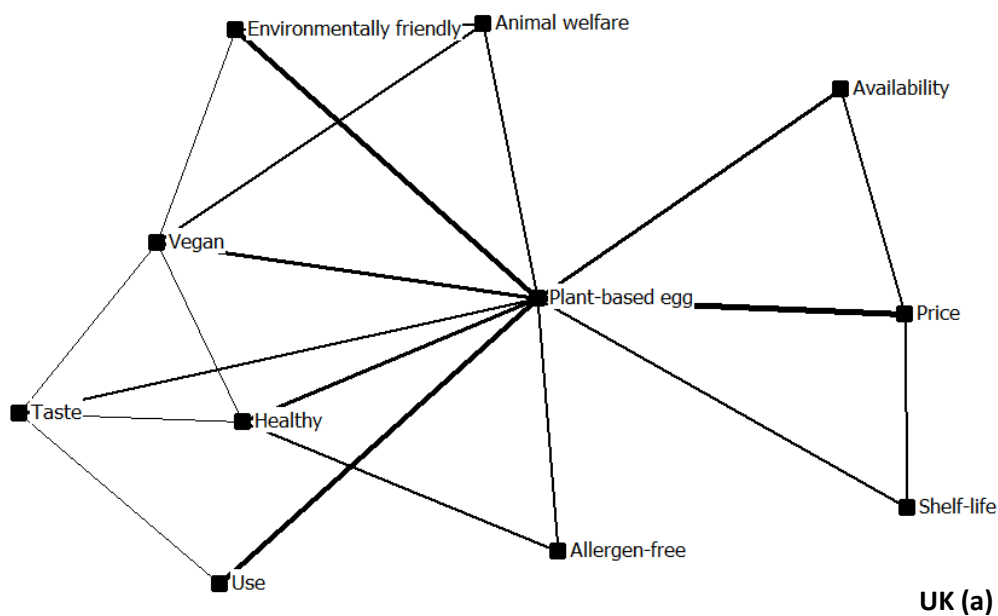 Environmentally friendly
Animal welfare
Availability
Vegan
Plant-based egg
Price
Taste
Healthy
Shelf-life
Allergen-free
Use
UK (a)